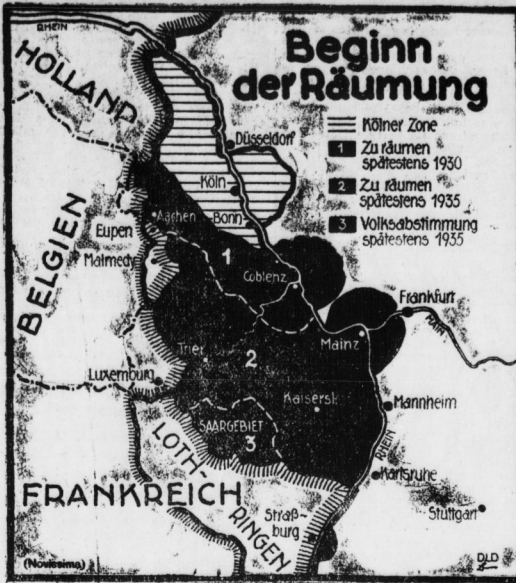 Beginn
der Räumung
Kölner Zone
1 Zu räumen
spätestens 1930
2 Zu räumen
spätestens 1935
3 Volksabstimmung
spätestens 1935
RHEIN
HOLLAND
Düsseldorf
Köln
Bonn
Aachen
Eupen
Malmedy
BELGIEN
1
Coblenz
Frankfurt
MAIN
Mainz
Trier
2
Luxemburg
Kaisersl.
Mannheim
SAARGEBIET
3
RHEIN
LOTH-
RINGEN
Karlsruhe
FRANKREICH
Straß-
burg
Stuttgart
(Novissima)
DLD